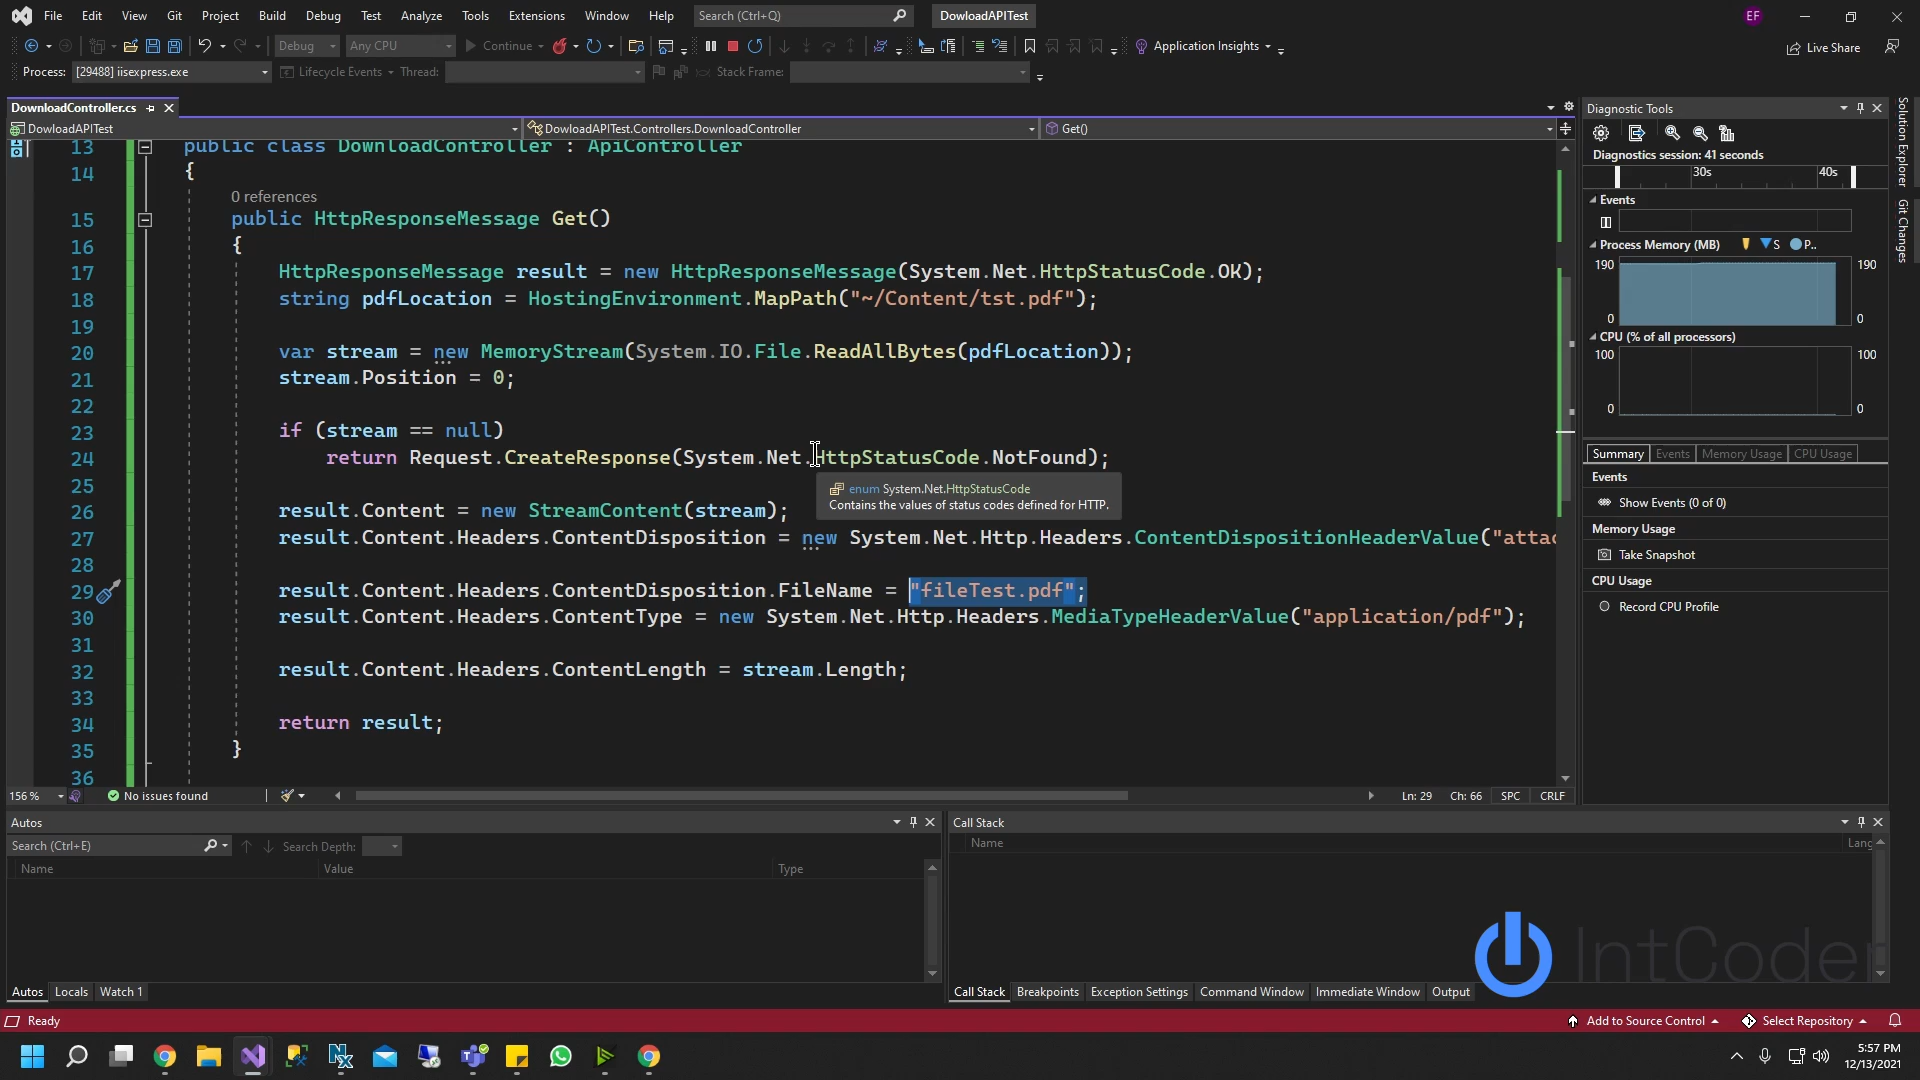 File Edit View Git Project Build Debug Test Analyze Tools Extensions Window Help Search (Ctrl+Q) DowloadAPITest EF
Debug Any CPU Continue Application Insights Live Share
Process: [29488] iisexpress.exe Lifecycle Events Thread: Stack Frame:
DownloadController.cs
DowloadAPITest DowloadAPITest.Controllers.DownloadController Get()
13 public class DownloadController : ApiController
14 {
0 references
15 public HttpResponseMessage Get()
16 {
17 HttpResponseMessage result = new HttpResponseMessage(System.Net.HttpStatusCode.OK);
18 string pdfLocation = HostingEnvironment.MapPath("~/Content/tst.pdf");
19
20 var stream = new MemoryStream(System.IO.File.ReadAllBytes(pdfLocation));
21 stream.Position = 0;
22
23 if (stream == null)
24 return Request.CreateResponse(System.Net.HttpStatusCode.NotFound);
enum System.Net.HttpStatusCode
Contains the values of status codes defined for HTTP.
25
26 result.Content = new StreamContent(stream);
27 result.Content.Headers.ContentDisposition = new System.Net.Http.Headers.ContentDispositionHeaderValue("attac
28
29 result.Content.Headers.ContentDisposition.FileName = "fileTest.pdf";
30 result.Content.Headers.ContentType = new System.Net.Http.Headers.MediaTypeHeaderValue("application/pdf");
31
32 result.Content.Headers.ContentLength = stream.Length;
33
34 return result;
35 }
36
156 % No issues found Ln: 29 Ch: 66 SPC CRLF
Diagnostic Tools
Diagnostics session: 41 seconds
30s 40s
Events
Process Memory (MB) S P..
190 190
0 0
CPU (% of all processors)
100 100
0 0
Summary Events Memory Usage CPU Usage
Events
Show Events (0 of 0)
Memory Usage
Take Snapshot
CPU Usage
Record CPU Profile
Solution Explorer
Git Changes
Autos
Search (Ctrl+E) Search Depth:
Name Value Type
Autos Locals Watch 1
Call Stack
Name Lang
Call Stack Breakpoints Exception Settings Command Window Immediate Window Output
IntCoder
Ready Add to Source Control Select Repository
5:57 PM
12/13/2021